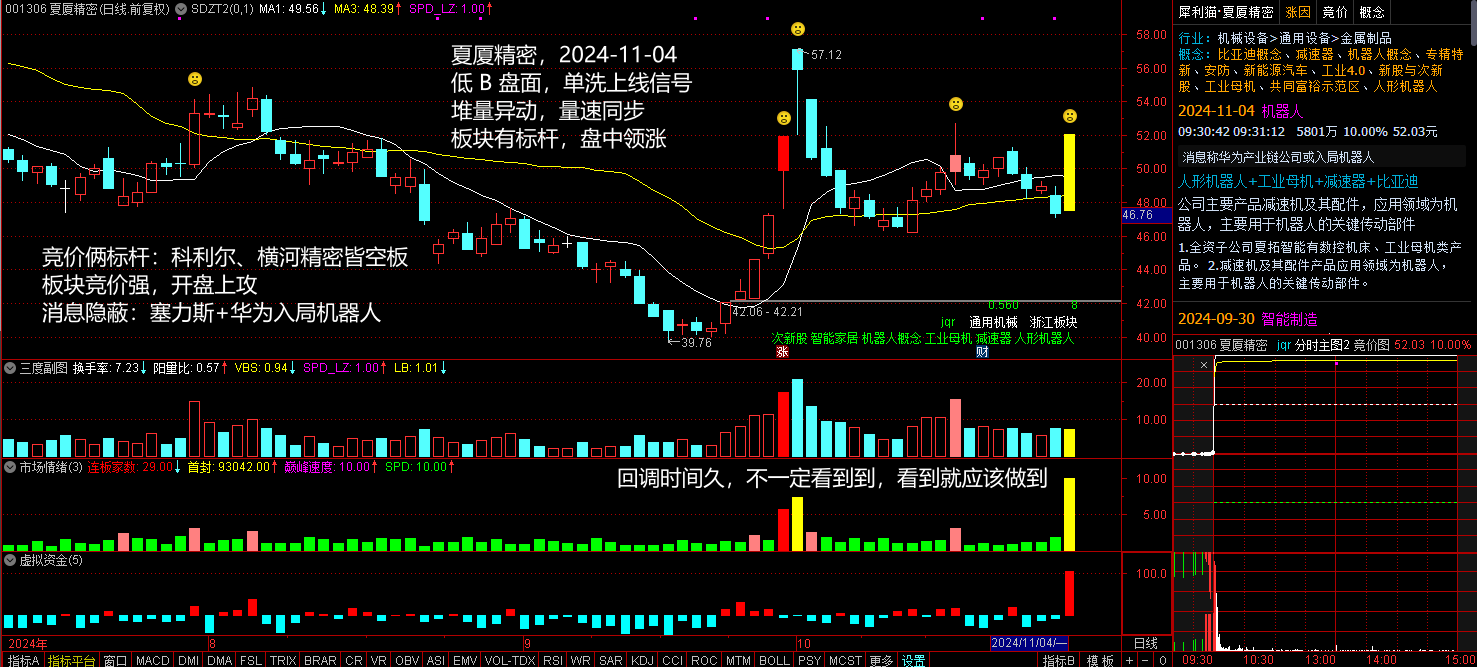 001306 夏厦精密(日线.前复权) SDZT2(0,1) MA1: 49.56↓ MA3: 48.39↑ SPD_LZ: 1.00↑
夏厦精密，2024-11-04
低 B 盘面，单洗上线信号
堆量异动，量速同步
板块有标杆，盘中领涨
竞价俩标杆：科利尔、横河精密皆空板
板块竞价强，开盘上攻
消息隐蔽：塞力斯+华为入局机器人
57.12
42.06 - 42.21
←39.76
0.560 8
jqr 通用机械 浙江板块
次新股 智能家居 机器人概念 工业母机 减速器 人形机器人
涨 财
58.00
56.00
54.00
52.00
50.00
48.00
46.76
46.00
44.00
42.00
40.00
三度副图 换手率: 7.23↓ 阳量比: 0.57↑ VBS: 0.94↓ SPD_LZ: 1.00↑ LB: 1.01↓
20.00
10.00
市场情绪(3) 连板家数: 29.00↓ 首封: 93042.00↑ 巅峰速度: 10.00↑ SPD: 10.00↑
回调时间久，不一定看到到，看到就应该做到
10.00
5.00
虚拟资金(5)
100.0
2024年 8 9 10 2024/11/04/一 日线
指标A 指标平台 窗口 MACD DMI DMA FSL TRIX BRAR CR VR OBV ASI EMV VOL-TDX RSI WR SAR KDJ CCI ROC MTM BOLL PSY MCST 更多 设置 指标B 模板 + - 0
犀利猫·夏厦精密 涨因 竞价 概念
行业：机械设备>通用设备>金属制品
概念：比亚迪概念、减速器、机器人概念、专精特
新、安防、新能源汽车、工业4.0、新股与次新
股、工业母机、共同富裕示范区、人形机器人
2024-11-04 机器人
09:30:42 09:31:12 5801万 10.00% 52.03元
消息称华为产业链公司或入局机器人
人形机器人+工业母机+减速器+比亚迪
公司主要产品减速机及其配件，应用领域为机
器人，主要用于机器人的关键传动部件
1.全资子公司夏拓智能有数控机床、工业母机类产
品。 2.减速机及其配件产品应用领域为机器人，
主要用于机器人的关键传动部件。
2024-09-30 智能制造
001306 夏厦精密 jqr 分时主图2 竞价图 52.03 10.00%
×
09:30 10:30 13:00 14:00 15:00